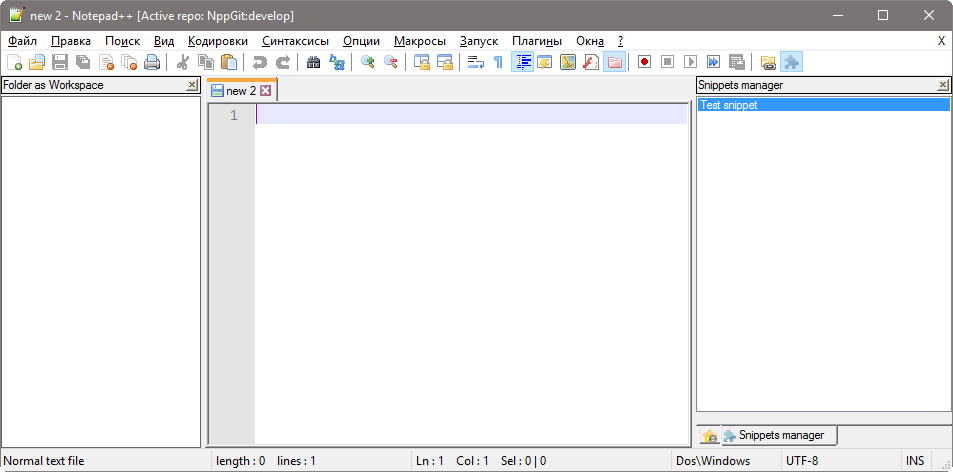 new 2 - Notepad++ [Active repo: NppGit:develop]
Файл Правка Поиск Вид Кодировки Синтаксисы Опции Макросы Запуск Плагины Окна ? X
Folder as Workspace
new 2
Snippets manager
Test snippet
1
Snippets manager
Normal text file length : 0 lines : 1 Ln : 1 Col : 1 Sel : 0 | 0 Dos\Windows UTF-8 INS